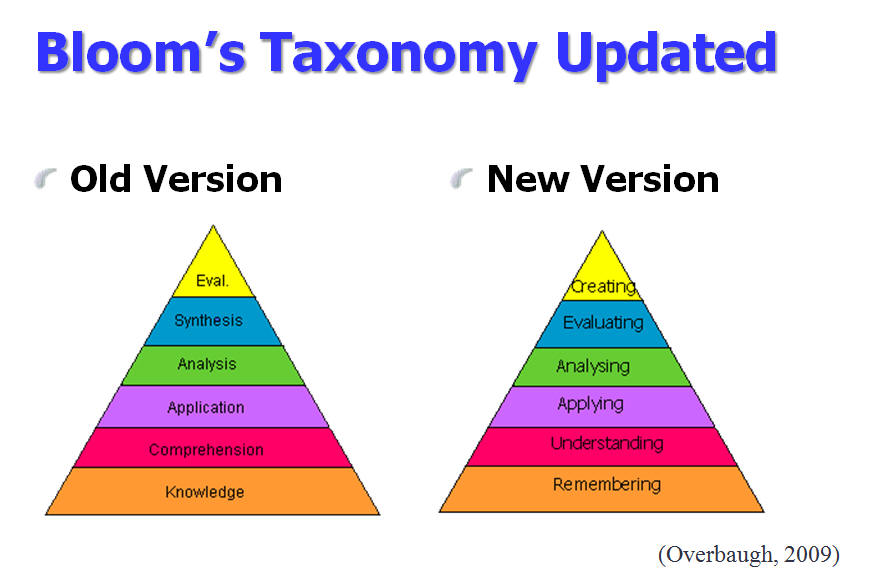 Bloom's Taxonomy Updated
Old Version
Eval.
Synthesis
Analysis
Application
Comprehension
Knowledge
New Version
Creating
Evaluating
Analysing
Applying
Understanding
Remembering
(Overbaugh, 2009)